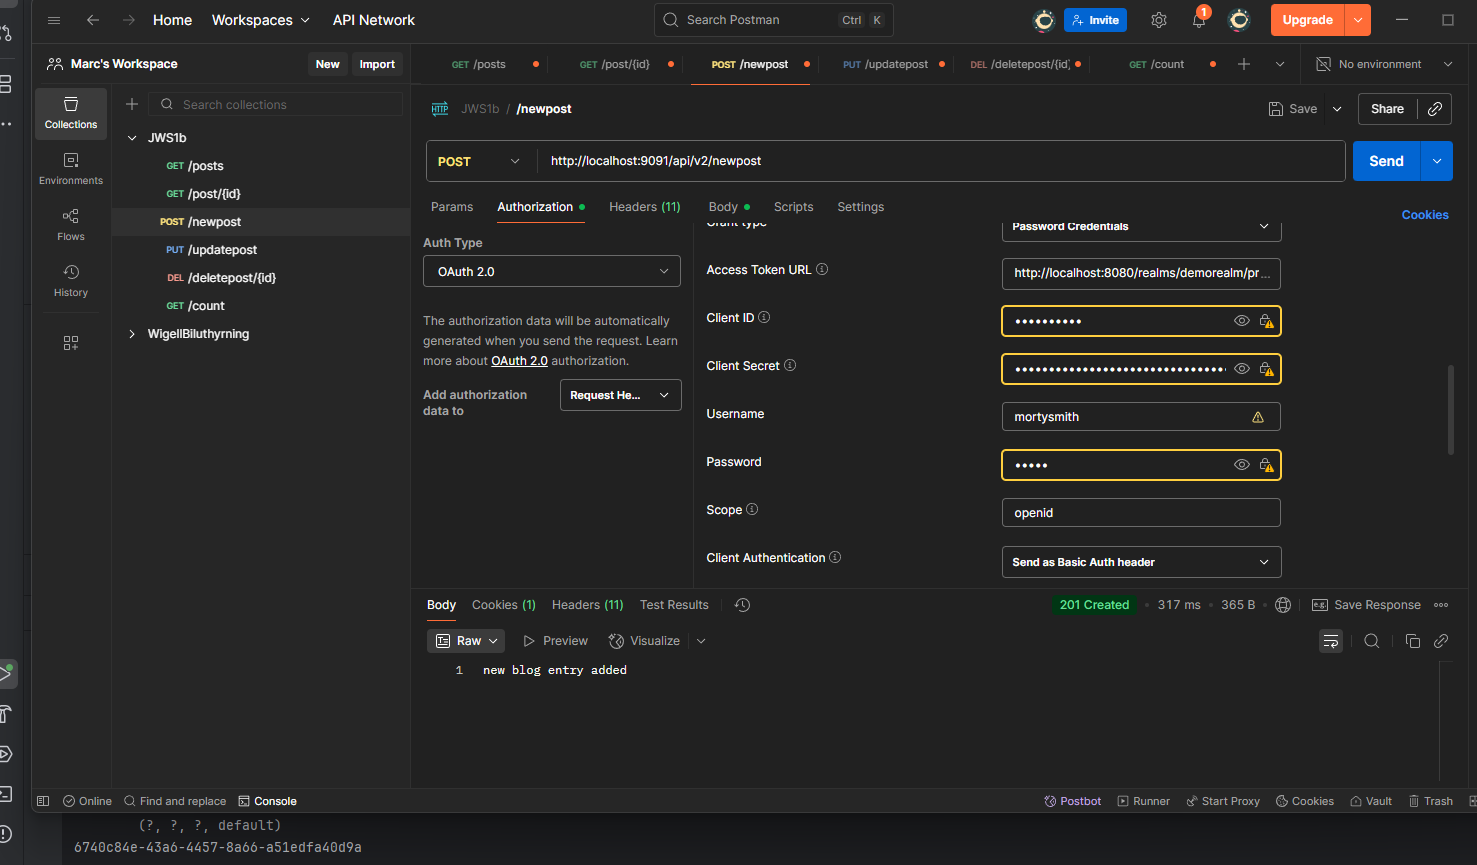 Home Workspaces API Network Search Postman Ctrl K Invite 1 Upgrade
Marc's Workspace New Import GET /posts GET /post/{id} POST /newpost PUT /updatepost DEL /deletepost/{id} GET /count No environment
Collections
Environments
Flows
History
Search collections
JWS1b
GET /posts
GET /post/{id}
POST /newpost
PUT /updatepost
DEL /deletepost/{id}
GET /count
WigellBiluthyrning
HTTP JWS1b / /newpost Save Share
POST http://localhost:9091/api/v2/newpost Send
Params Authorization Headers (11) Body Scripts Settings Cookies
Auth Type
OAuth 2.0
The authorization data will be automatically
generated when you send the request. Learn
more about OAuth 2.0 authorization.
Add authorization
data to
Request He...
Grant type Password Credentials
Access Token URL http://localhost:8080/realms/demorealm/pr...
Client ID ••••••••••
Client Secret
Username mortysmith
Password •••••
Scope openid
Client Authentication Send as Basic Auth header
Body Cookies (1) Headers (11) Test Results 201 Created • 317 ms • 365 B • e.g. Save Response
Raw Preview Visualize
1 new blog entry added
Online Find and replace Console Postbot Runner Start Proxy Cookies Vault Trash
(?, ?, ?, default)
6740c84e-43a6-4457-8a66-a51edfa40d9a